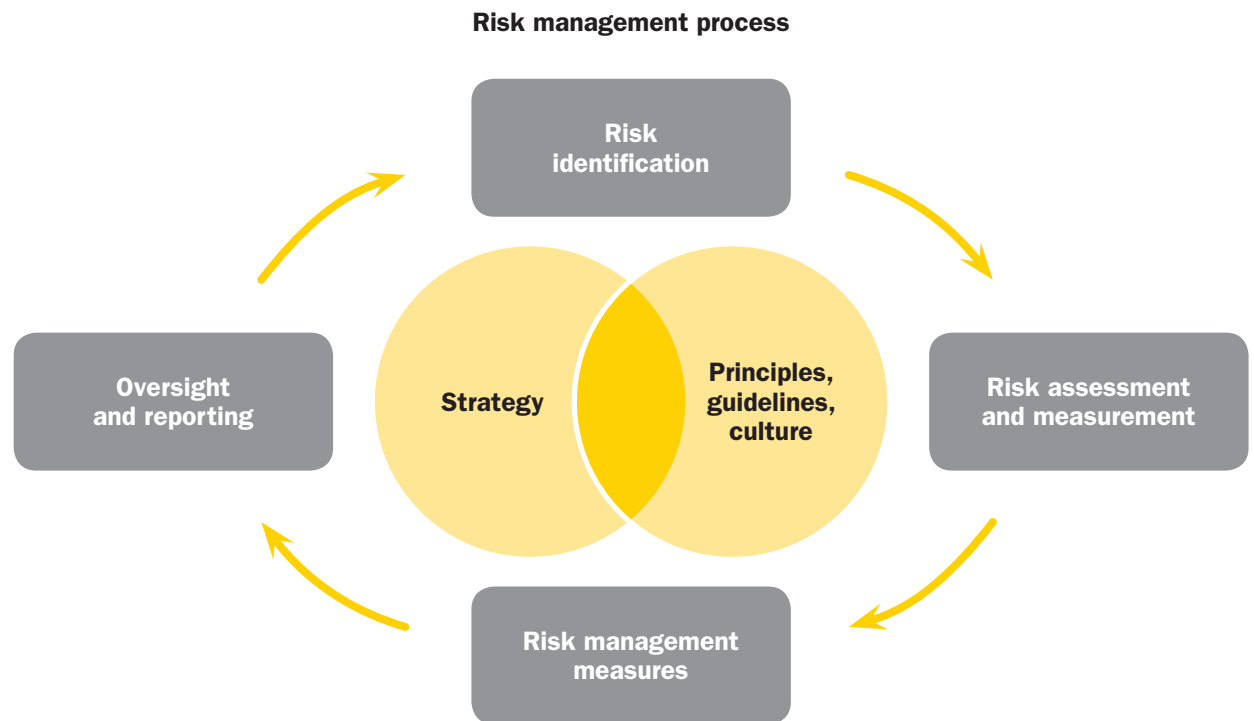 Risk management process
Risk
identification
Strategy
Principles,
guidelines,
culture
Oversight
and reporting
Risk assessment
and measurement
Risk management
measures